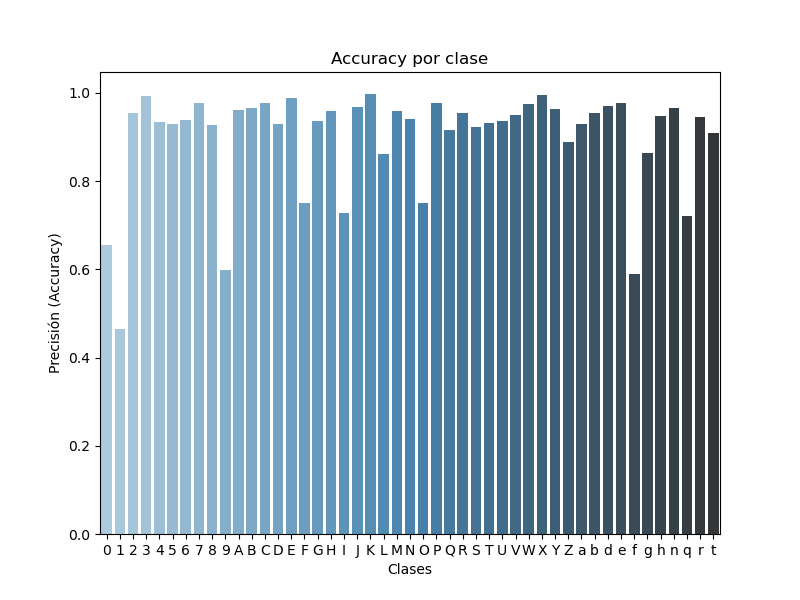 Accuracy por clase
Precisión (Accuracy)
1.0
0.8
0.6
0.4
0.2
0.0
0 1 2 3 4 5 6 7 8 9 A B C D E F G H I J K L M N O P Q R S T U V W X Y Z a b d e f g h n q r t
Clases